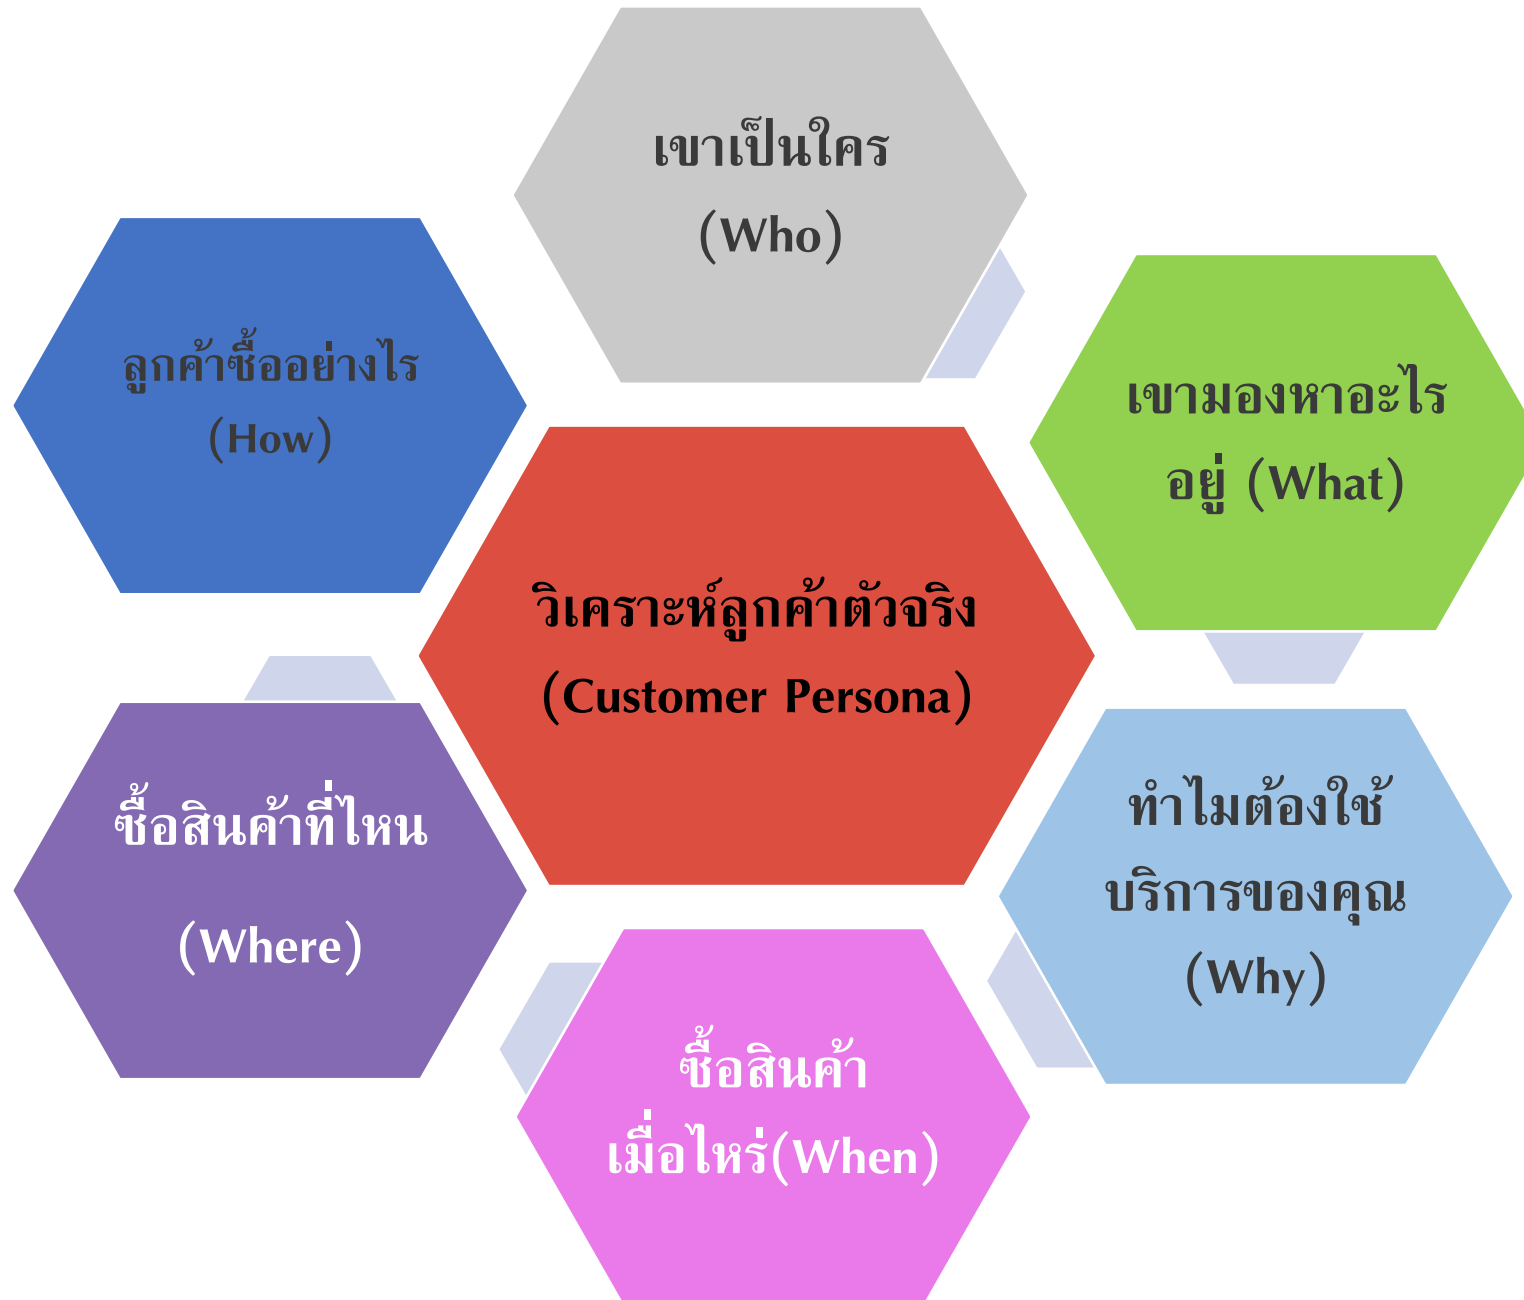 เขาเป็นใคร
(Who)
เขามองหาอะไร
อยู่ (What)
ทำไมต้องใช้
บริการของคุณ
(Why)
ซื้อสินค้า
เมื่อไหร่(When)
ซื้อสินค้าที่ไหน
(Where)
ลูกค้าซื้ออย่างไร
(How)
วิเคราะห์ลูกค้าตัวจริง
(Customer Persona)